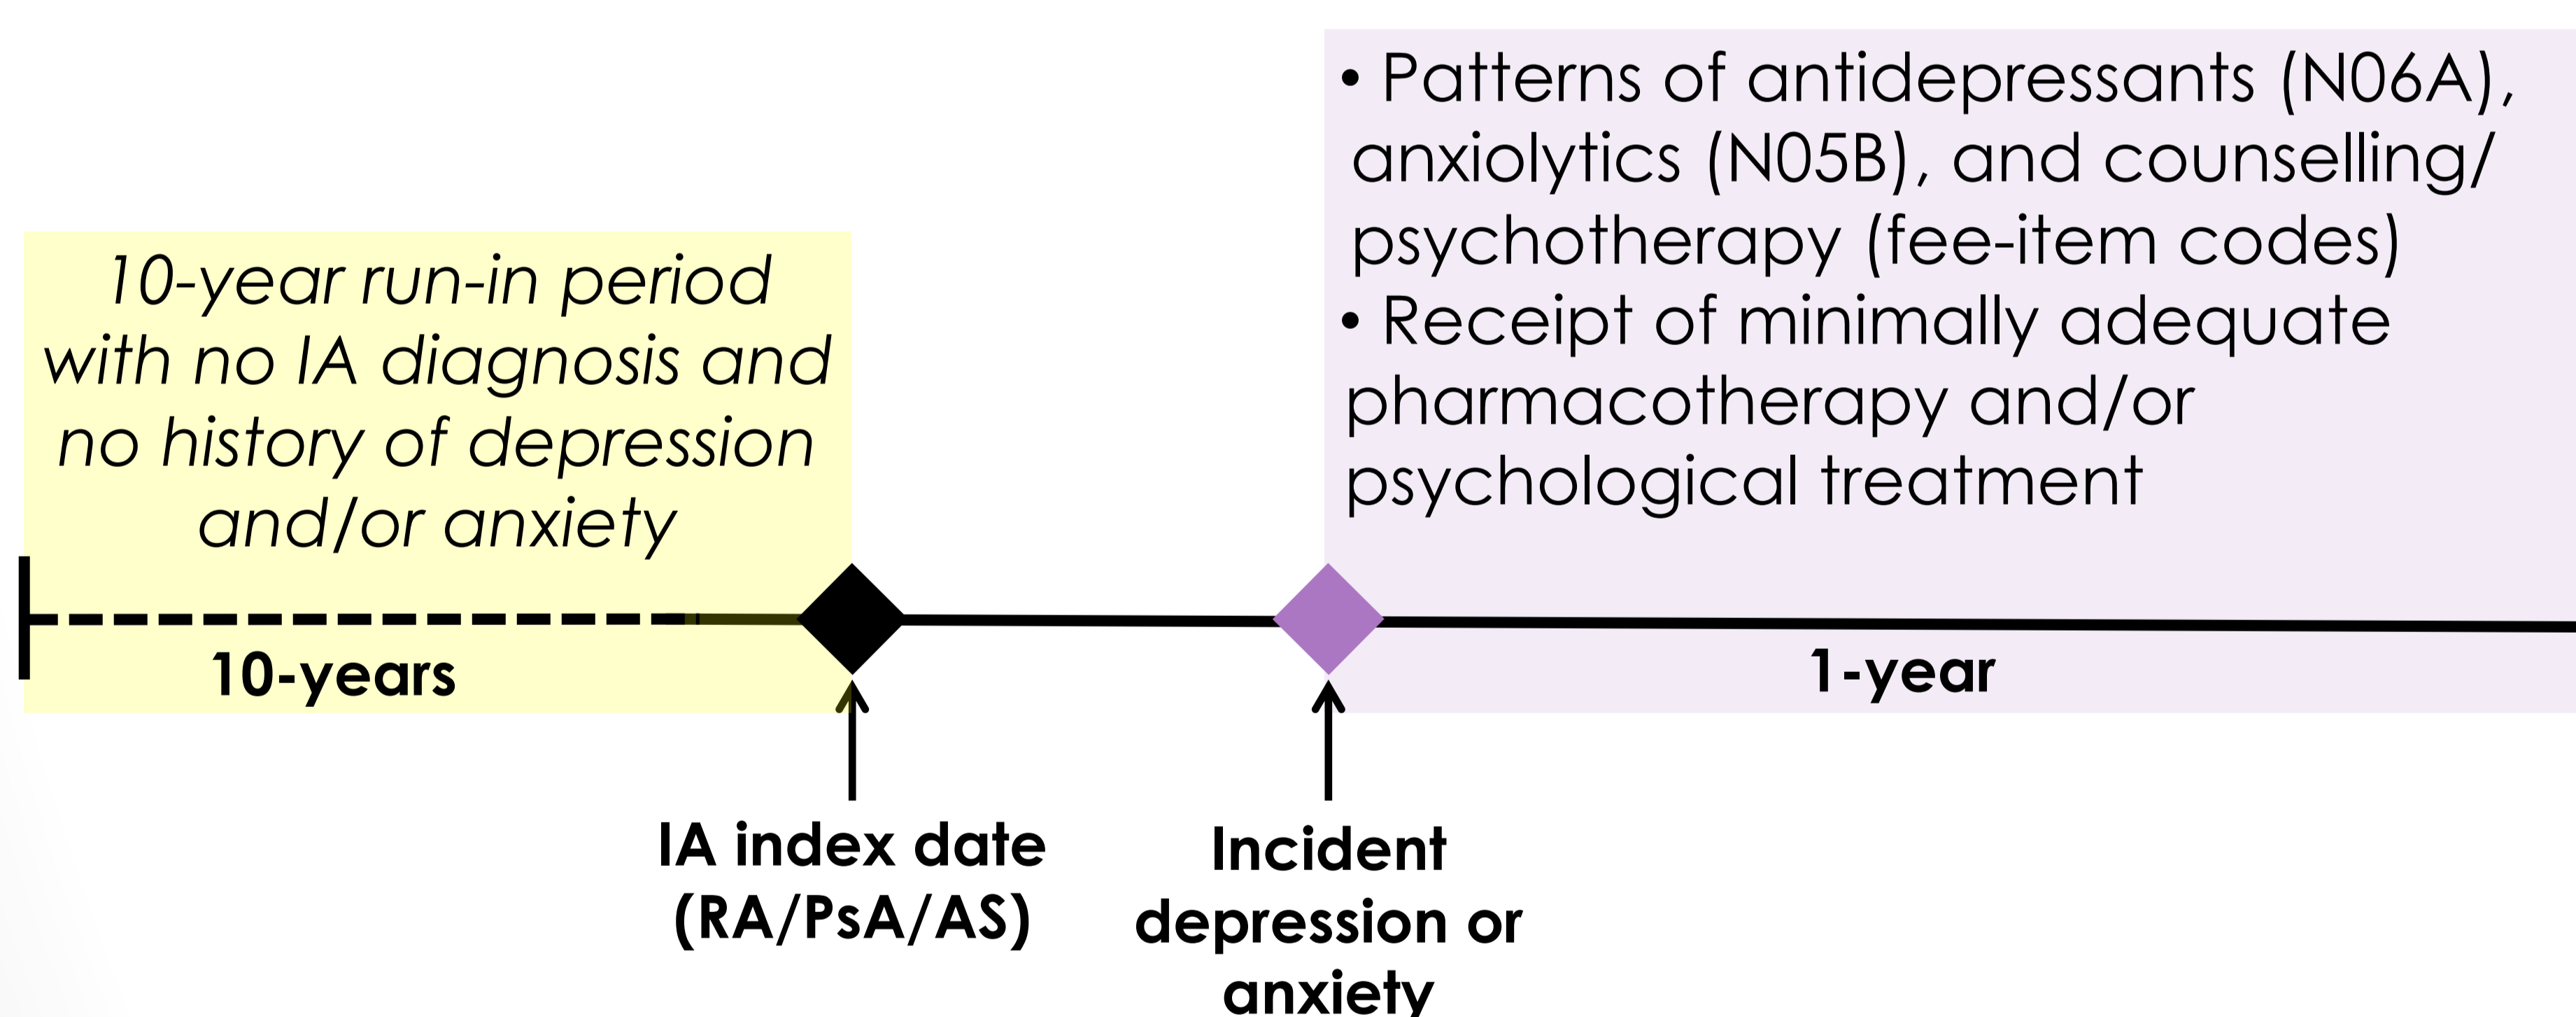 • Patterns of antidepressants (N06A),
anxiolytics (N05B), and counselling/
psychotherapy (fee-item codes)
• Receipt of minimally adequate
pharmacotherapy and/or
psychological treatment
10-year run-in period
with no IA diagnosis and
no history of depression
and/or anxiety
10-years
1-year
IA index date
(RA/PsA/AS)
Incident
depression or
anxiety